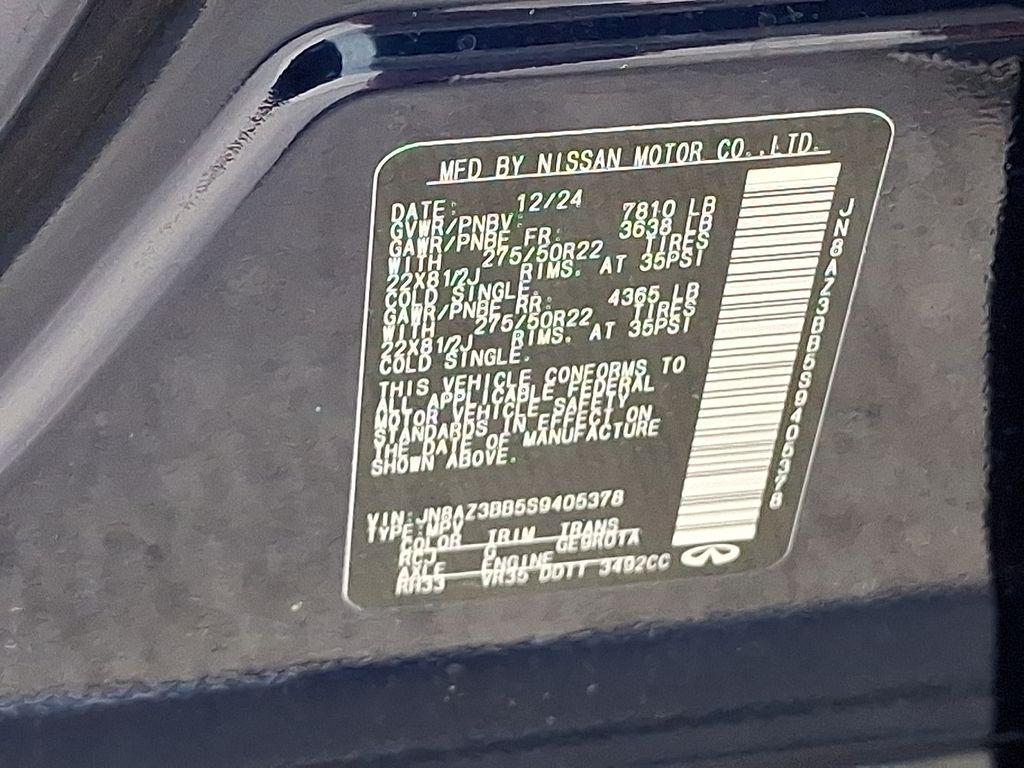 MFD BY NISSAN MOTOR CO.,LTD.
DATE: 12/24
GVWR/PNBV: 7810 LB
GAWR/PNBE FR: 3638 LB
WITH 275/50R22 TIRES
22X81/2J RIMS. AT 35PSI
COLD SINGLE.
GAWR/PNBE RR: 4365 LB
WITH 275/50R22 TIRES
22X81/2J RIMS. AT 35PSI
COLD SINGLE.
THIS VEHICLE CONFORMS TO
ALL APPLICABLE FEDERAL
MOTOR VEHICLE SAFETY
STANDARDS IN EFFECT ON
THE DATE OF MANUFACTURE
SHOWN ABOVE.
VIN: JN8AZ3BB5S9405378
TYPE:MPV
COLOR TRIM TRANS
RCJ G
AXLE ENGINE
RH33 VR35 DDTT 3492CC
JN8AZ3BB5S9405378